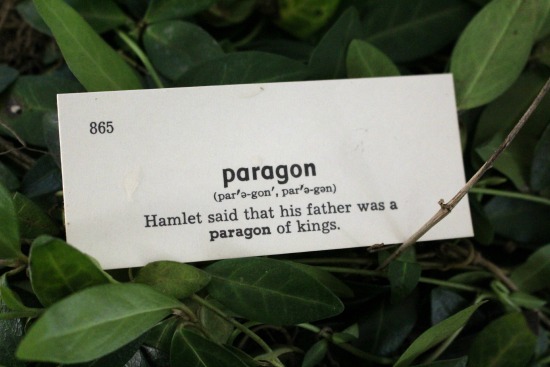 865
paragon
(par′ə-gon′, par′ə-gən)
Hamlet said that his father was a
paragon of kings.